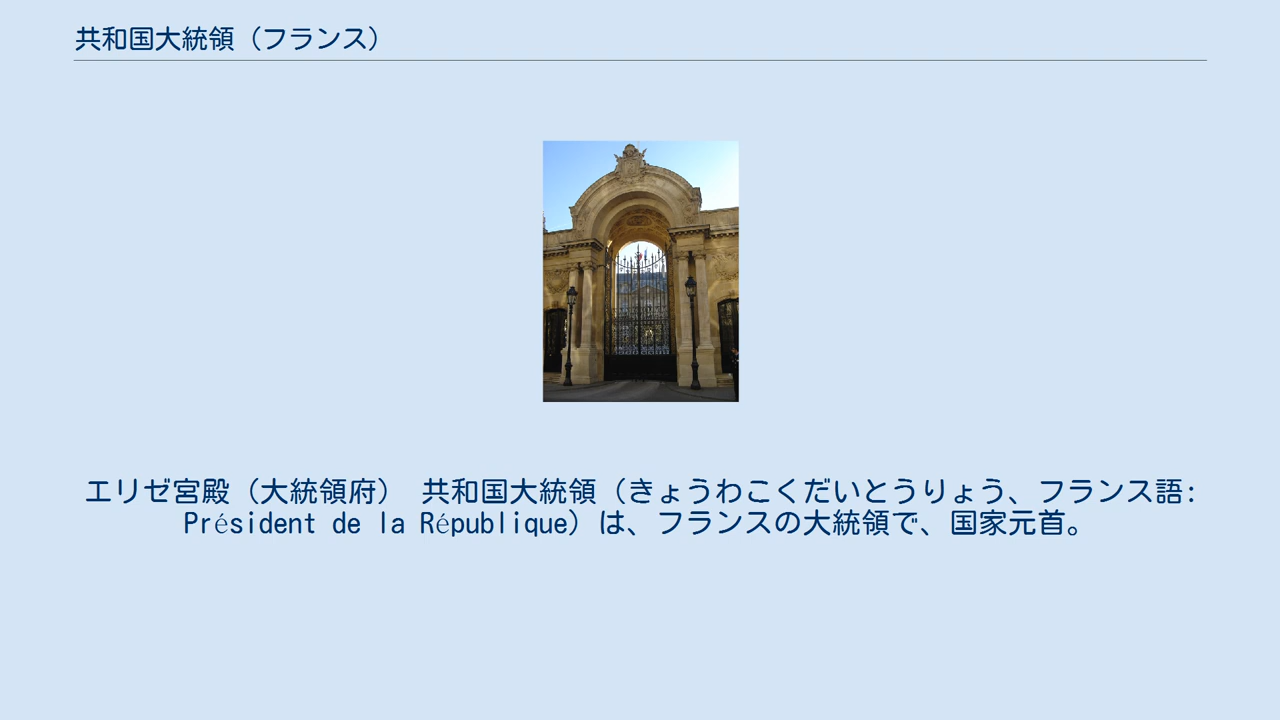 共和国大統領（フランス）
エリゼ宮殿（大統領府） 共和国大統領（きょうわこくだいとうりょう、フランス語:
Président de la République）は、フランスの大統領で、国家元首。